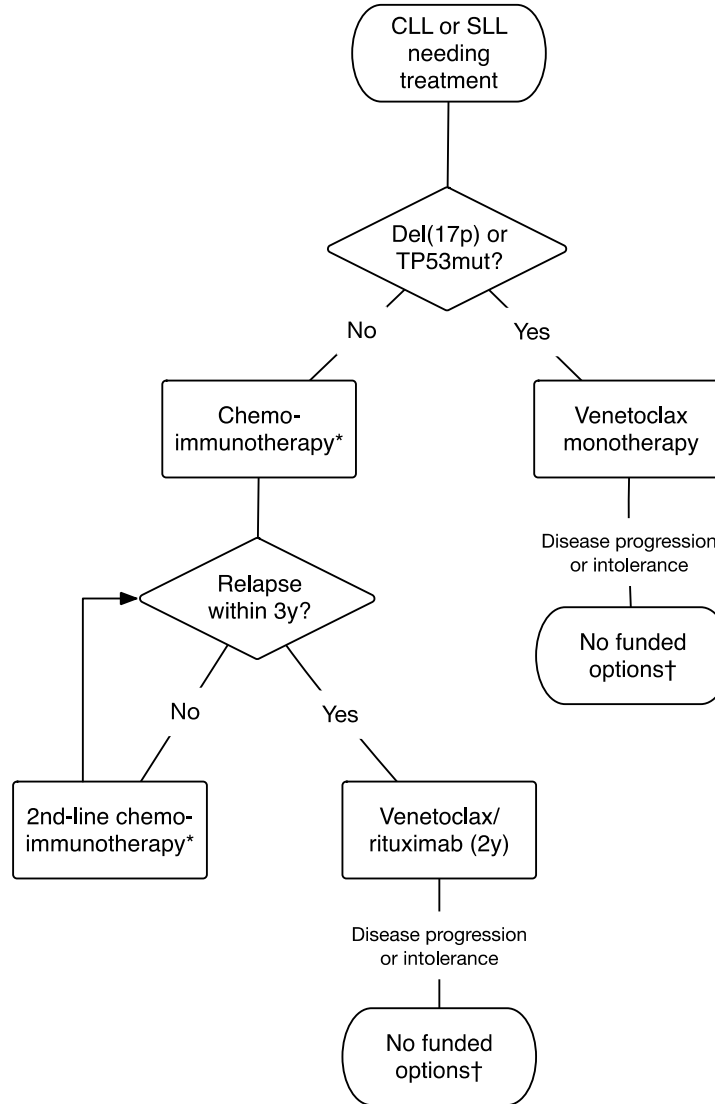 CLL or SLL
needing
treatment
Del(17p) or
TP53mut?
No
Yes
Chemo-
immunotherapy*
Venetoclax
monotherapy
Disease progression
or intolerance
Relapse
within 3y?
No funded
options†
No
Yes
2nd-line chemo-
immunotherapy*
Venetoclax/
rituximab (2y)
Disease progression
or intolerance
No funded
options†